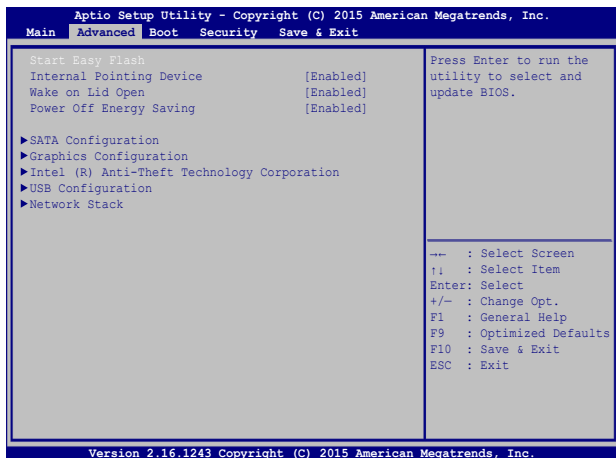 Aptio Setup Utility - Copyright (C) 2015 American Megatrends, Inc.
Main Advanced Boot Security Save & Exit
Start Easy Flash
Internal Pointing Device [Enabled]
Wake on Lid Open [Enabled]
Power Off Energy Saving [Enabled]
▶SATA Configuration
▶Graphics Configuration
▶Intel (R) Anti-Theft Technology Corporation
▶USB Configuration
▶Network Stack
Press Enter to run the
utility to select and
update BIOS.
→← : Select Screen
↑↓ : Select Item
Enter: Select
+/— : Change Opt.
F1 : General Help
F9 : Optimized Defaults
F10 : Save & Exit
ESC : Exit
Version 2.16.1243 Copyright (C) 2015 American Megatrends, Inc.